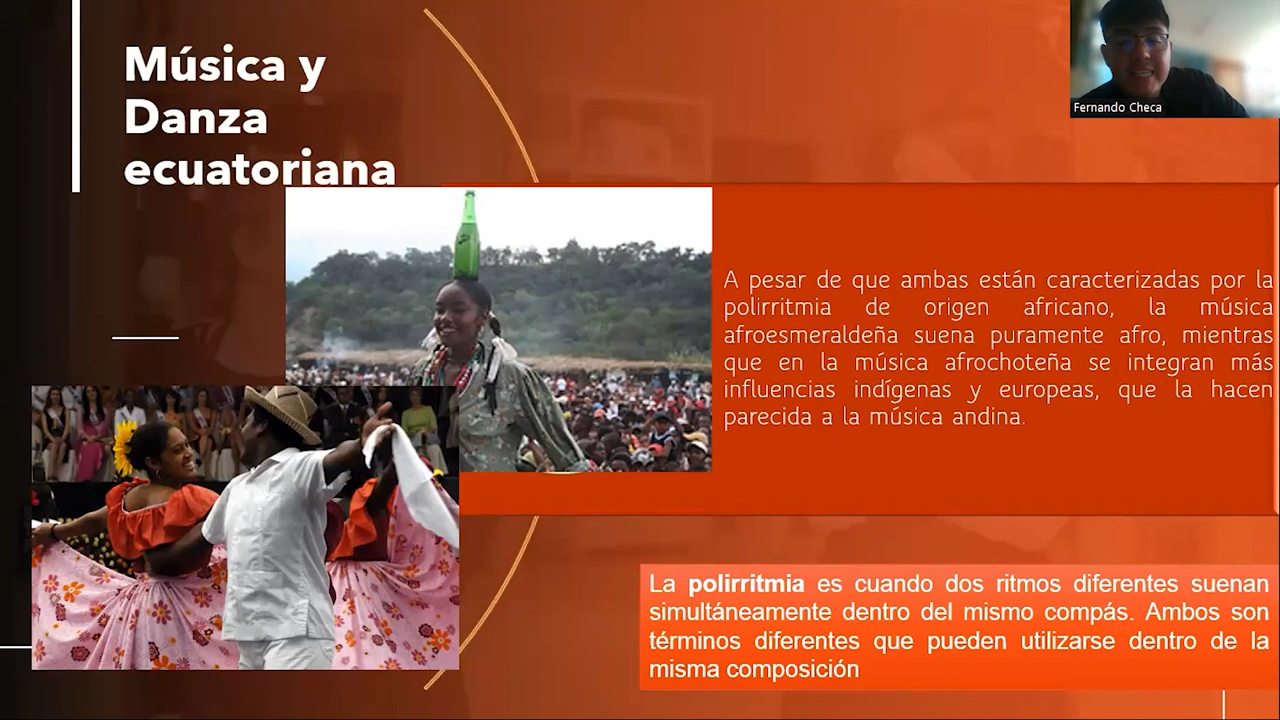 Música y
Danza
ecuatoriana
Fernando Checa
A pesar de que ambas están caracterizadas por la
polirritmia de origen africano, la música
afroesmeraldeña suena puramente afro, mientras
que en la música afrochoteña se integran más
influencias indígenas y europeas, que la hacen
parecida a la música andina.
La polirritmia es cuando dos ritmos diferentes suenan
simultáneamente dentro del mismo compás. Ambos son
términos diferentes que pueden utilizarse dentro de la
misma composición